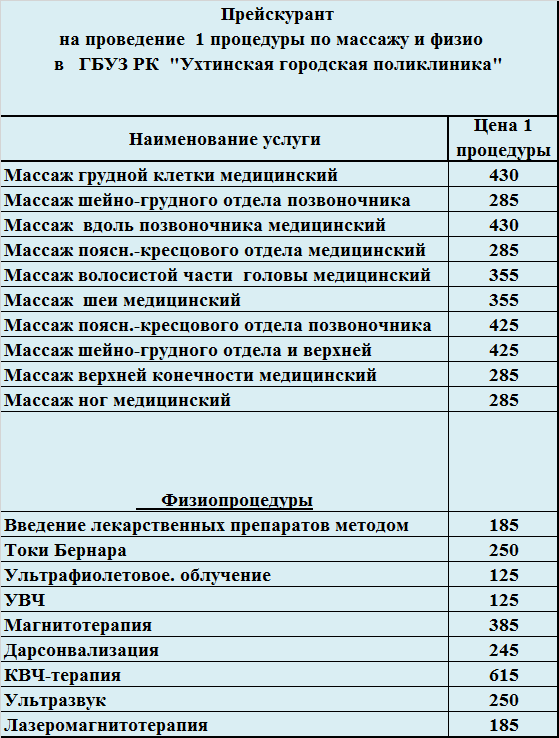 Прейскурант
на проведение 1 процедуры по массажу и физио
в ГБУЗ РК "Ухтинская городская поликлиника"
Наименование услуги Цена 1 процедуры
Массаж грудной клетки медицинский 430
Массаж шейно-грудного отдела позвоночника 285
Массаж вдоль позвоночника медицинский 430
Массаж поясн.-кресцового отдела медицинский 285
Массаж волосистой части головы медицинский 355
Массаж шеи медицинский 355
Массаж поясн.-кресцового отдела позвоночника 425
Массаж шейно-грудного отдела и верхней 425
Массаж верхней конечности медицинский 285
Массаж ног медицинский 285
Физиопроцедуры
Введение лекарственных препаратов методом 185
Токи Бернара 250
Ультрафиолетовое. облучение 125
УВЧ 125
Магнитотерапия 385
Дарсонвализация 245
КВЧ-терапия 615
Ультразвук 250
Лазеромагнитотерапия 185